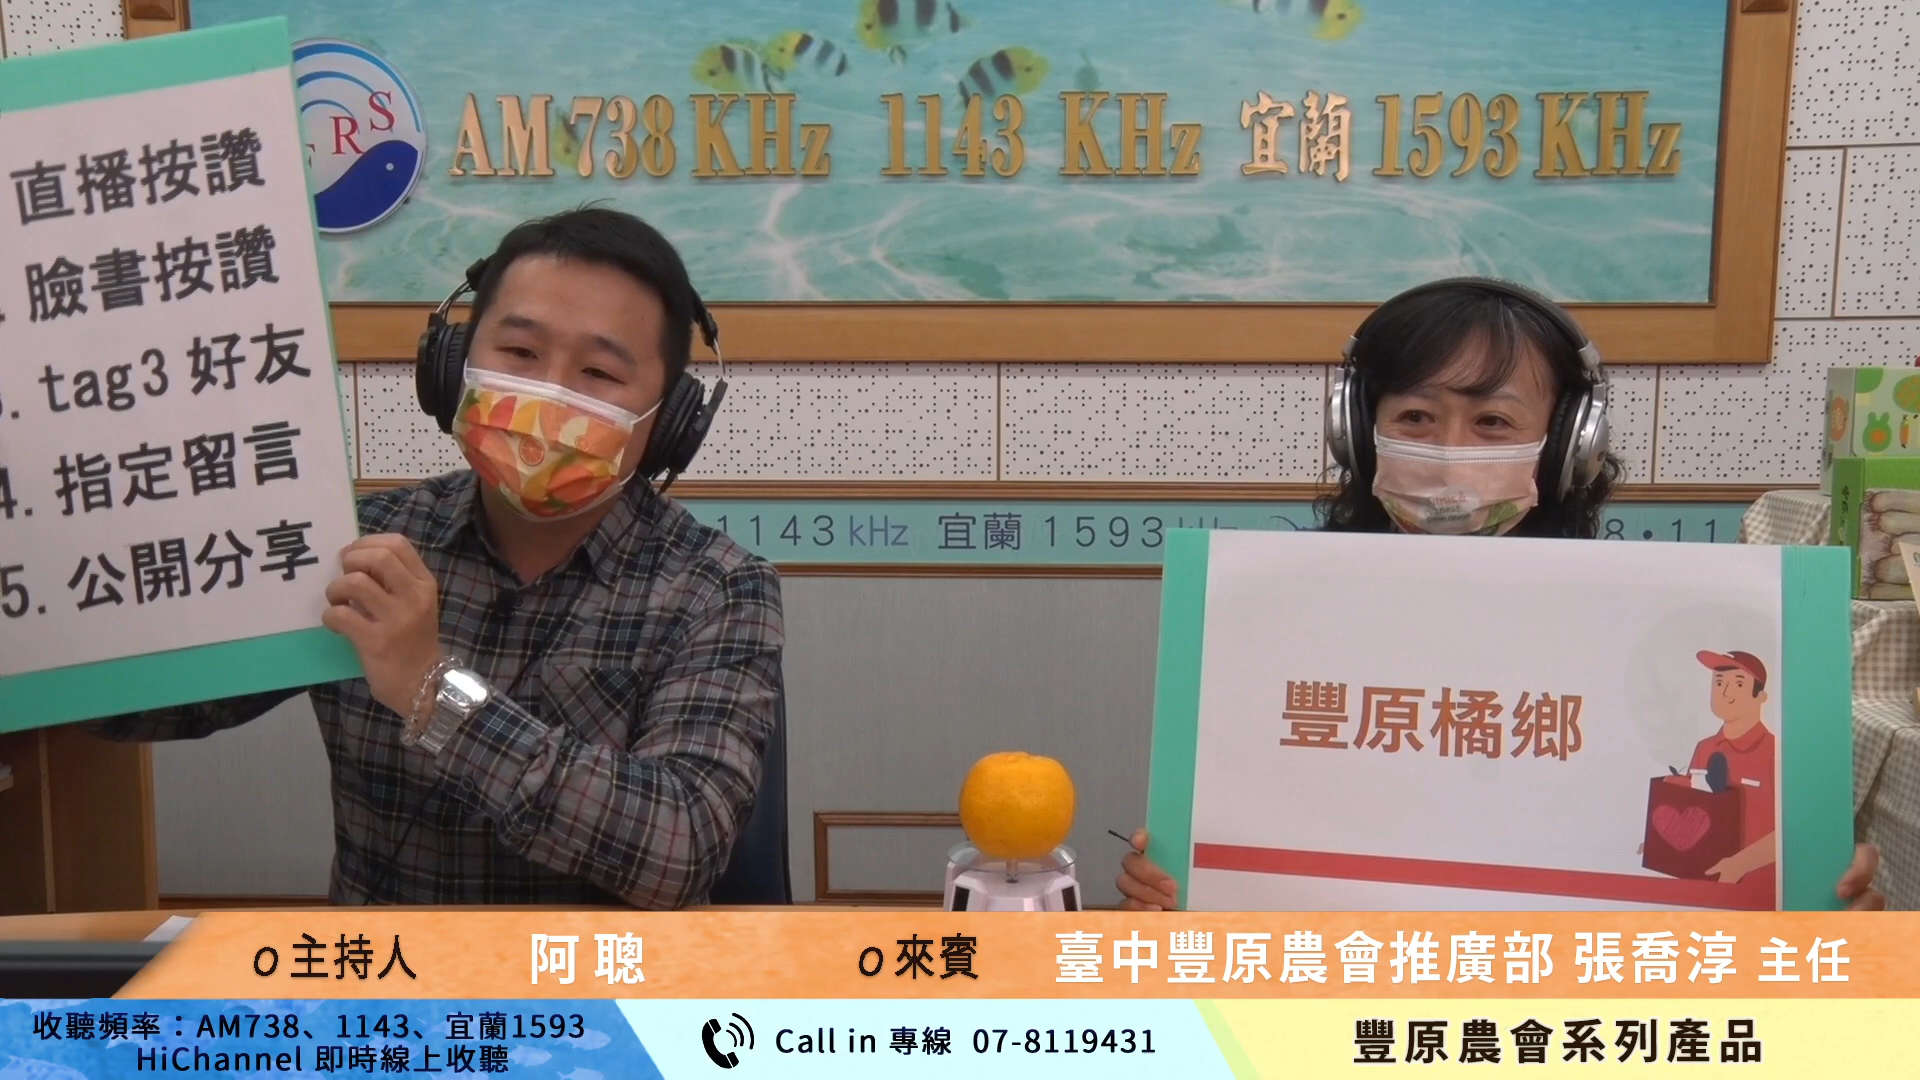 直播按讚
臉書按讚
. tag3 好友
4. 指定留言
5. 公開分享
RS
AM 738 KHz 1143 KHz 宜蘭 1593 KHz
1143 kHz 宜蘭 1593 kHz
豐原橘鄉
主持人 阿聰 來賓 臺中豐原農會推廣部 張喬淳 主任
收聽頻率：AM738、1143、宜蘭1593
HiChannel 即時線上收聽
Call in 專線 07-8119431
豐原農會系列產品